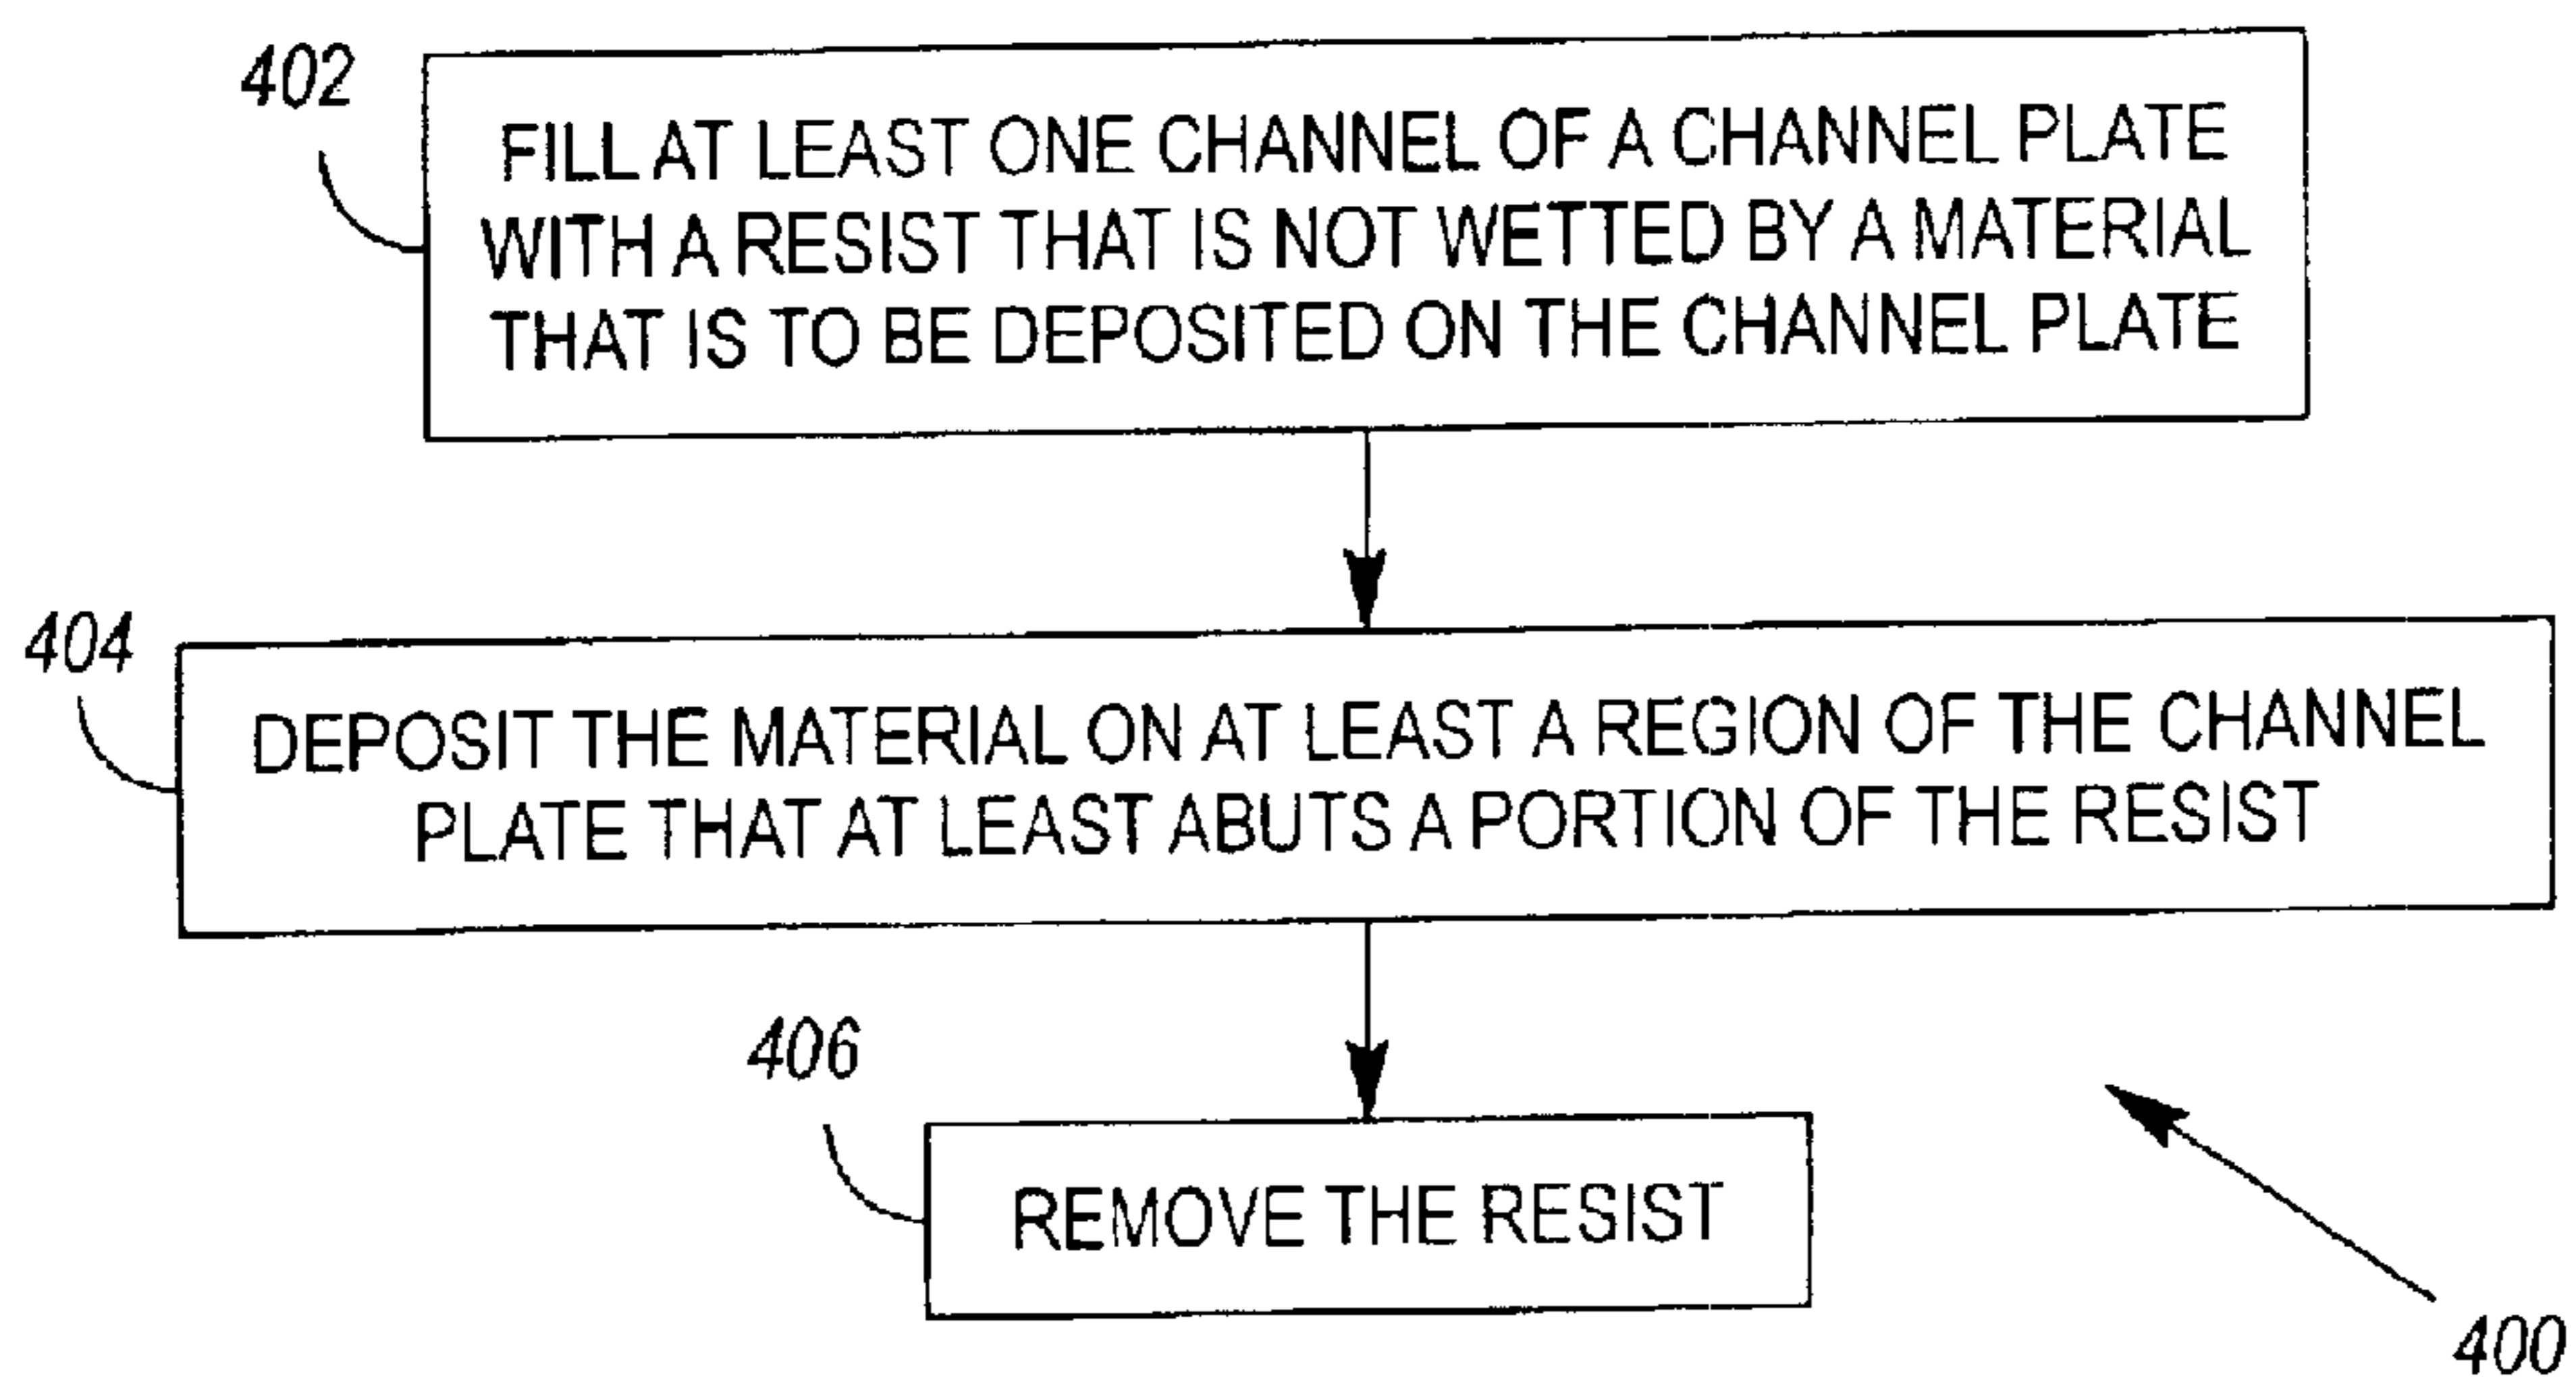 402
FILL AT LEAST ONE CHANNEL OF A CHANNEL PLATE
WITH A RESIST THAT IS NOT WETTED BY A MATERIAL
THAT IS TO BE DEPOSITED ON THE CHANNEL PLATE
404
DEPOSIT THE MATERIAL ON AT LEAST A REGION OF THE CHANNEL
PLATE THAT AT LEAST ABUTS A PORTION OF THE RESIST
406
REMOVE THE RESIST
400